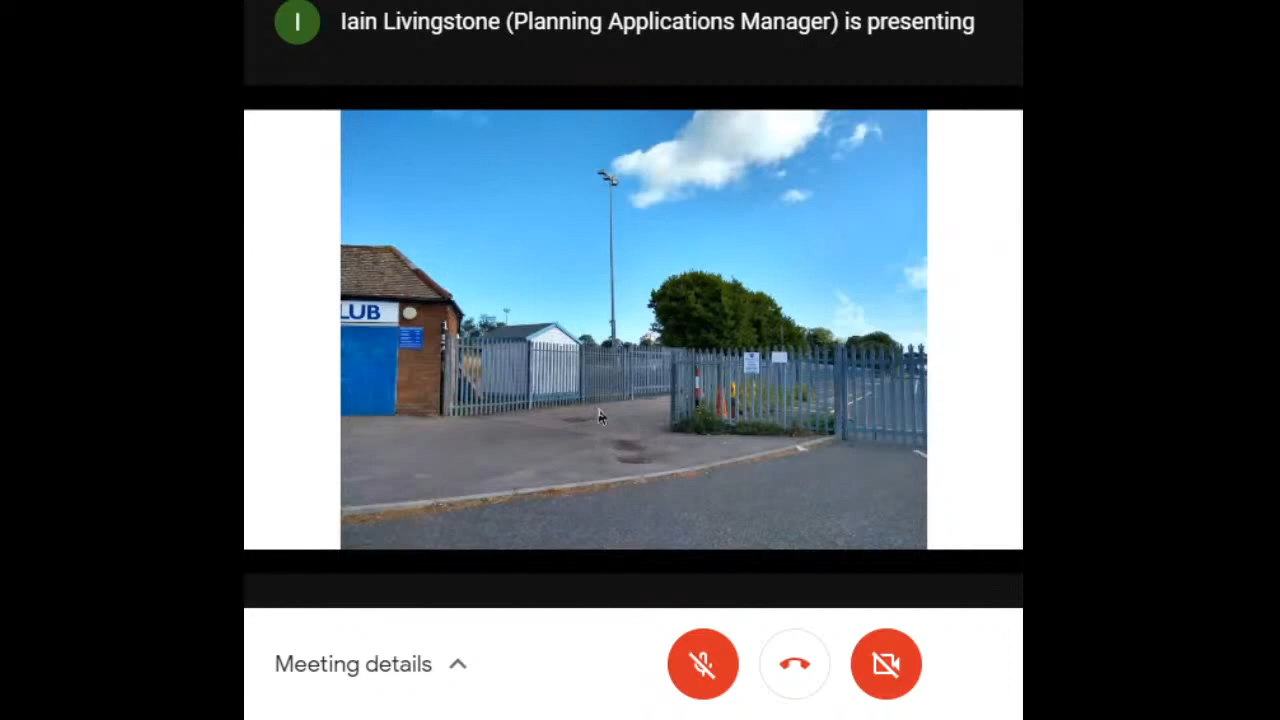 I
Iain Livingstone (Planning Applications Manager) is presenting
LUB
Meeting details